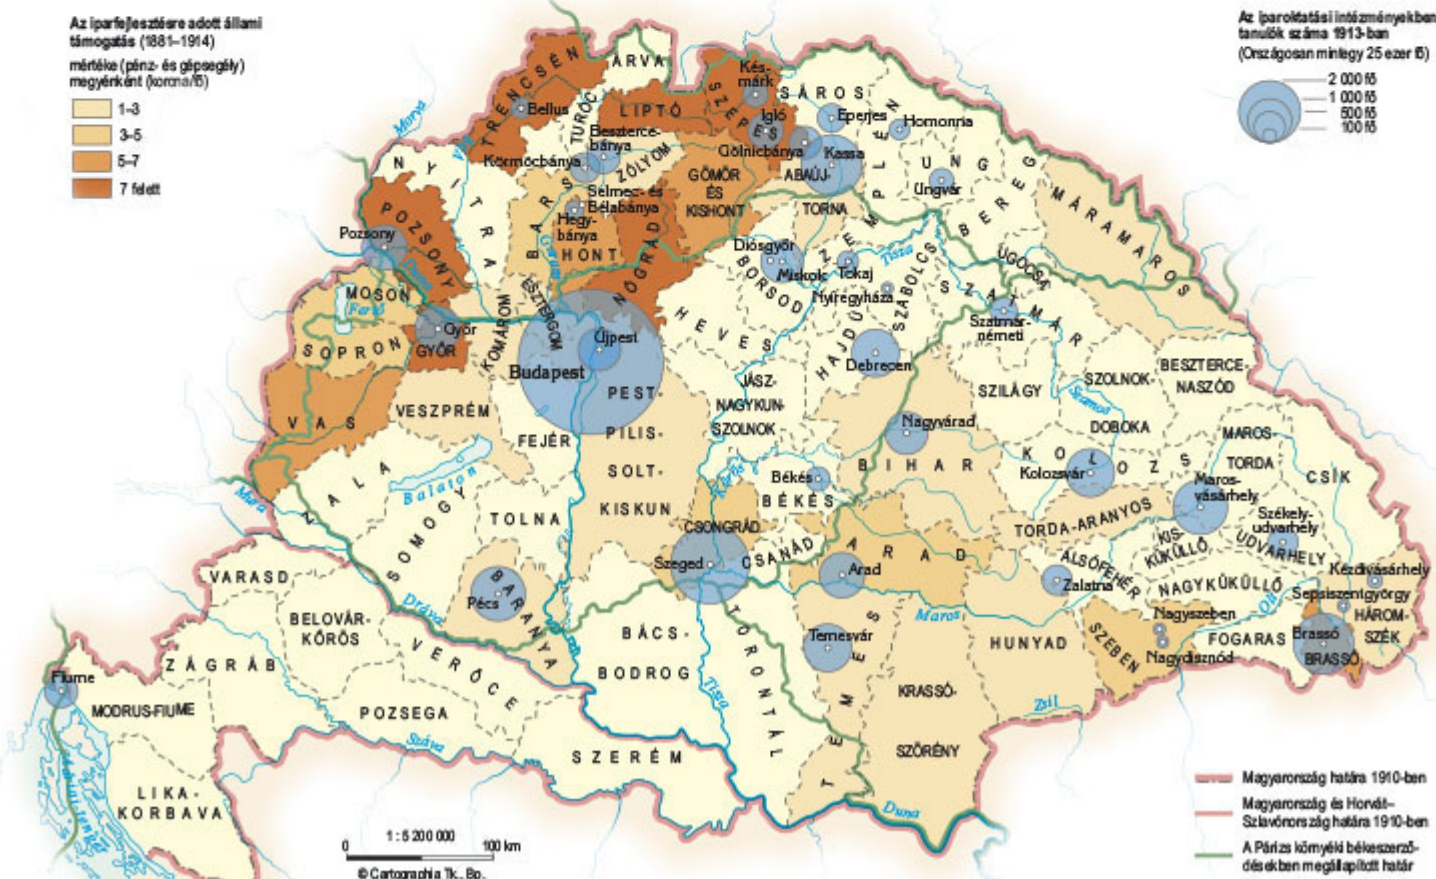 Az iparfejlesztésre adott állami
támogatás (1881–1914)
mértéke (pénz- és gépsegély)
megyénként (korona/fő)
1–3
3–5
5–7
7 felett
Az iparoktatási intézményekben
tanulók száma 1913-ban
(Országosan mintegy 25 ezer fő)
2 000 fő
1 000 fő
500 fő
100 fő
TRENCSÉN
ÁRVA
Bellus
TURÓC
LIPTÓ
SZEPES
Késmárk
Igló
SÁROS
Eperjes
Homonna
ZEMPLÉN
Morva
Vág
NYITRA
Körmöcbánya
Besztercebánya
ZÓLYOM
GÖMÖR
ÉS
KISHONT
Gölnicbánya
Kassa
ABAÚJ-
TORNA
UNG
Ungvár
BEREG
MÁRAMAROS
POZSONY
Pozsony
Duna
BARS
Selmec- és
Bélabánya
Hegybánya
Garam
HONT
NÓGRÁD
Diósgyőr
Miskolc
BORSOD
Tokaj
Tisza
Nyíregyháza
SZABOLCS
UGOCSA
SZATMÁR
Szatmárnémeti
MOSON
Fertő
SOPRON
Győr
GYŐR
KOMÁROM
ESZTERGOM
Újpest
Budapest
HEVES
HAJDÚ
Debrecen
VAS
VESZPRÉM
FEJÉR
PEST-
PILIS-
SOLT-
KISKUN
JÁSZ-
NAGYKUN-
SZOLNOK
SZILÁGY
SZOLNOK-
DOBOKA
Szamos
BESZTERCE-
NASZÓD
Nagyvárad
BIHAR
Körös
Békés
BÉKÉS
Kolozsvár
KOLOZS
MAROS-
TORDA
Marosvásárhely
CSÍK
Mura
ZALA
Balaton
SOMOGY
TOLNA
CSONGRÁD
Szeged
CSANÁD
ARAD
Arad
TORDA-ARANYOS
KIS-
KÜKÜLLŐ
Székelyudvarhely
UDVARHELY
ALSÓFEHÉR
Zalatna
NAGYKÜKÜLLŐ
Kézdivásárhely
Sepsiszentgyörgy
HÁROM-
SZÉK
VARASD
BELOVÁR-
KŐRÖS
Dráva
Pécs
BARANYA
BÁCS-
BODROG
TORONTÁL
Temesvár
TEMES
Maros
HUNYAD
SZEBEN
Nagyszeben
Nagydisznód
Olt
FOGARAS
Brassó
BRASSÓ
ZÁGRÁB
Fiume
MODRUS-FIUME
VERŐCE
POZSEGA
Száva
SZERÉM
Tisza
KRASSÓ-
SZÖRÉNY
Zsil
Duna
LIKA-
KORBAVA
1 : 5 200 000
0
100 km
© Cartographia Tk., Bp.
Magyarország határa 1910-ben
Magyarország és Horvát–
Szlavónország határa 1910-ben
A Párizs környéki békeszerző-
désekben megállapított határ